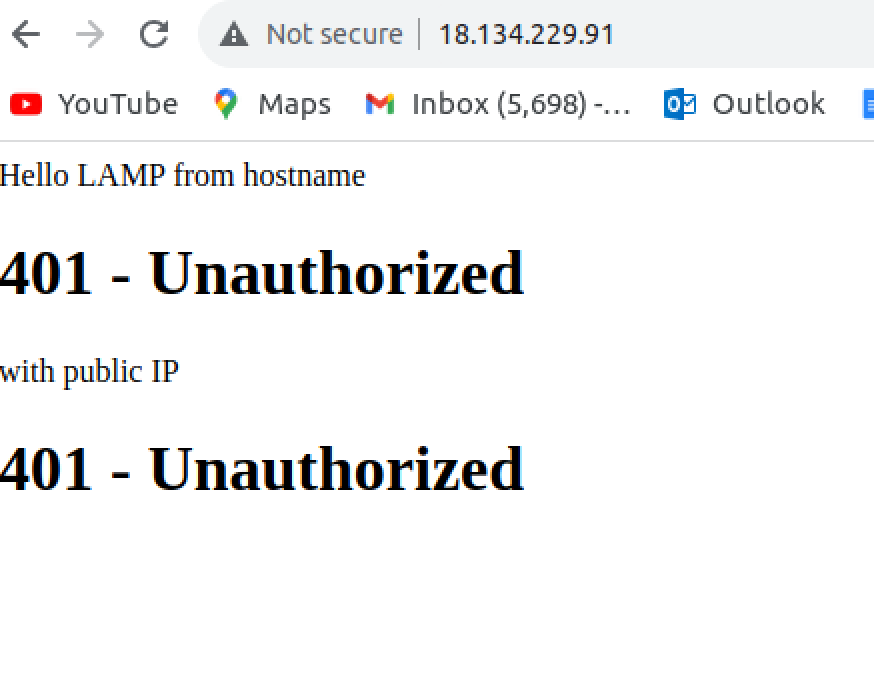 Not secure 18.134.229.91
YouTube Maps Inbox (5,698) -... Outlook
Hello LAMP from hostname
401 - Unauthorized
with public IP
401 - Unauthorized